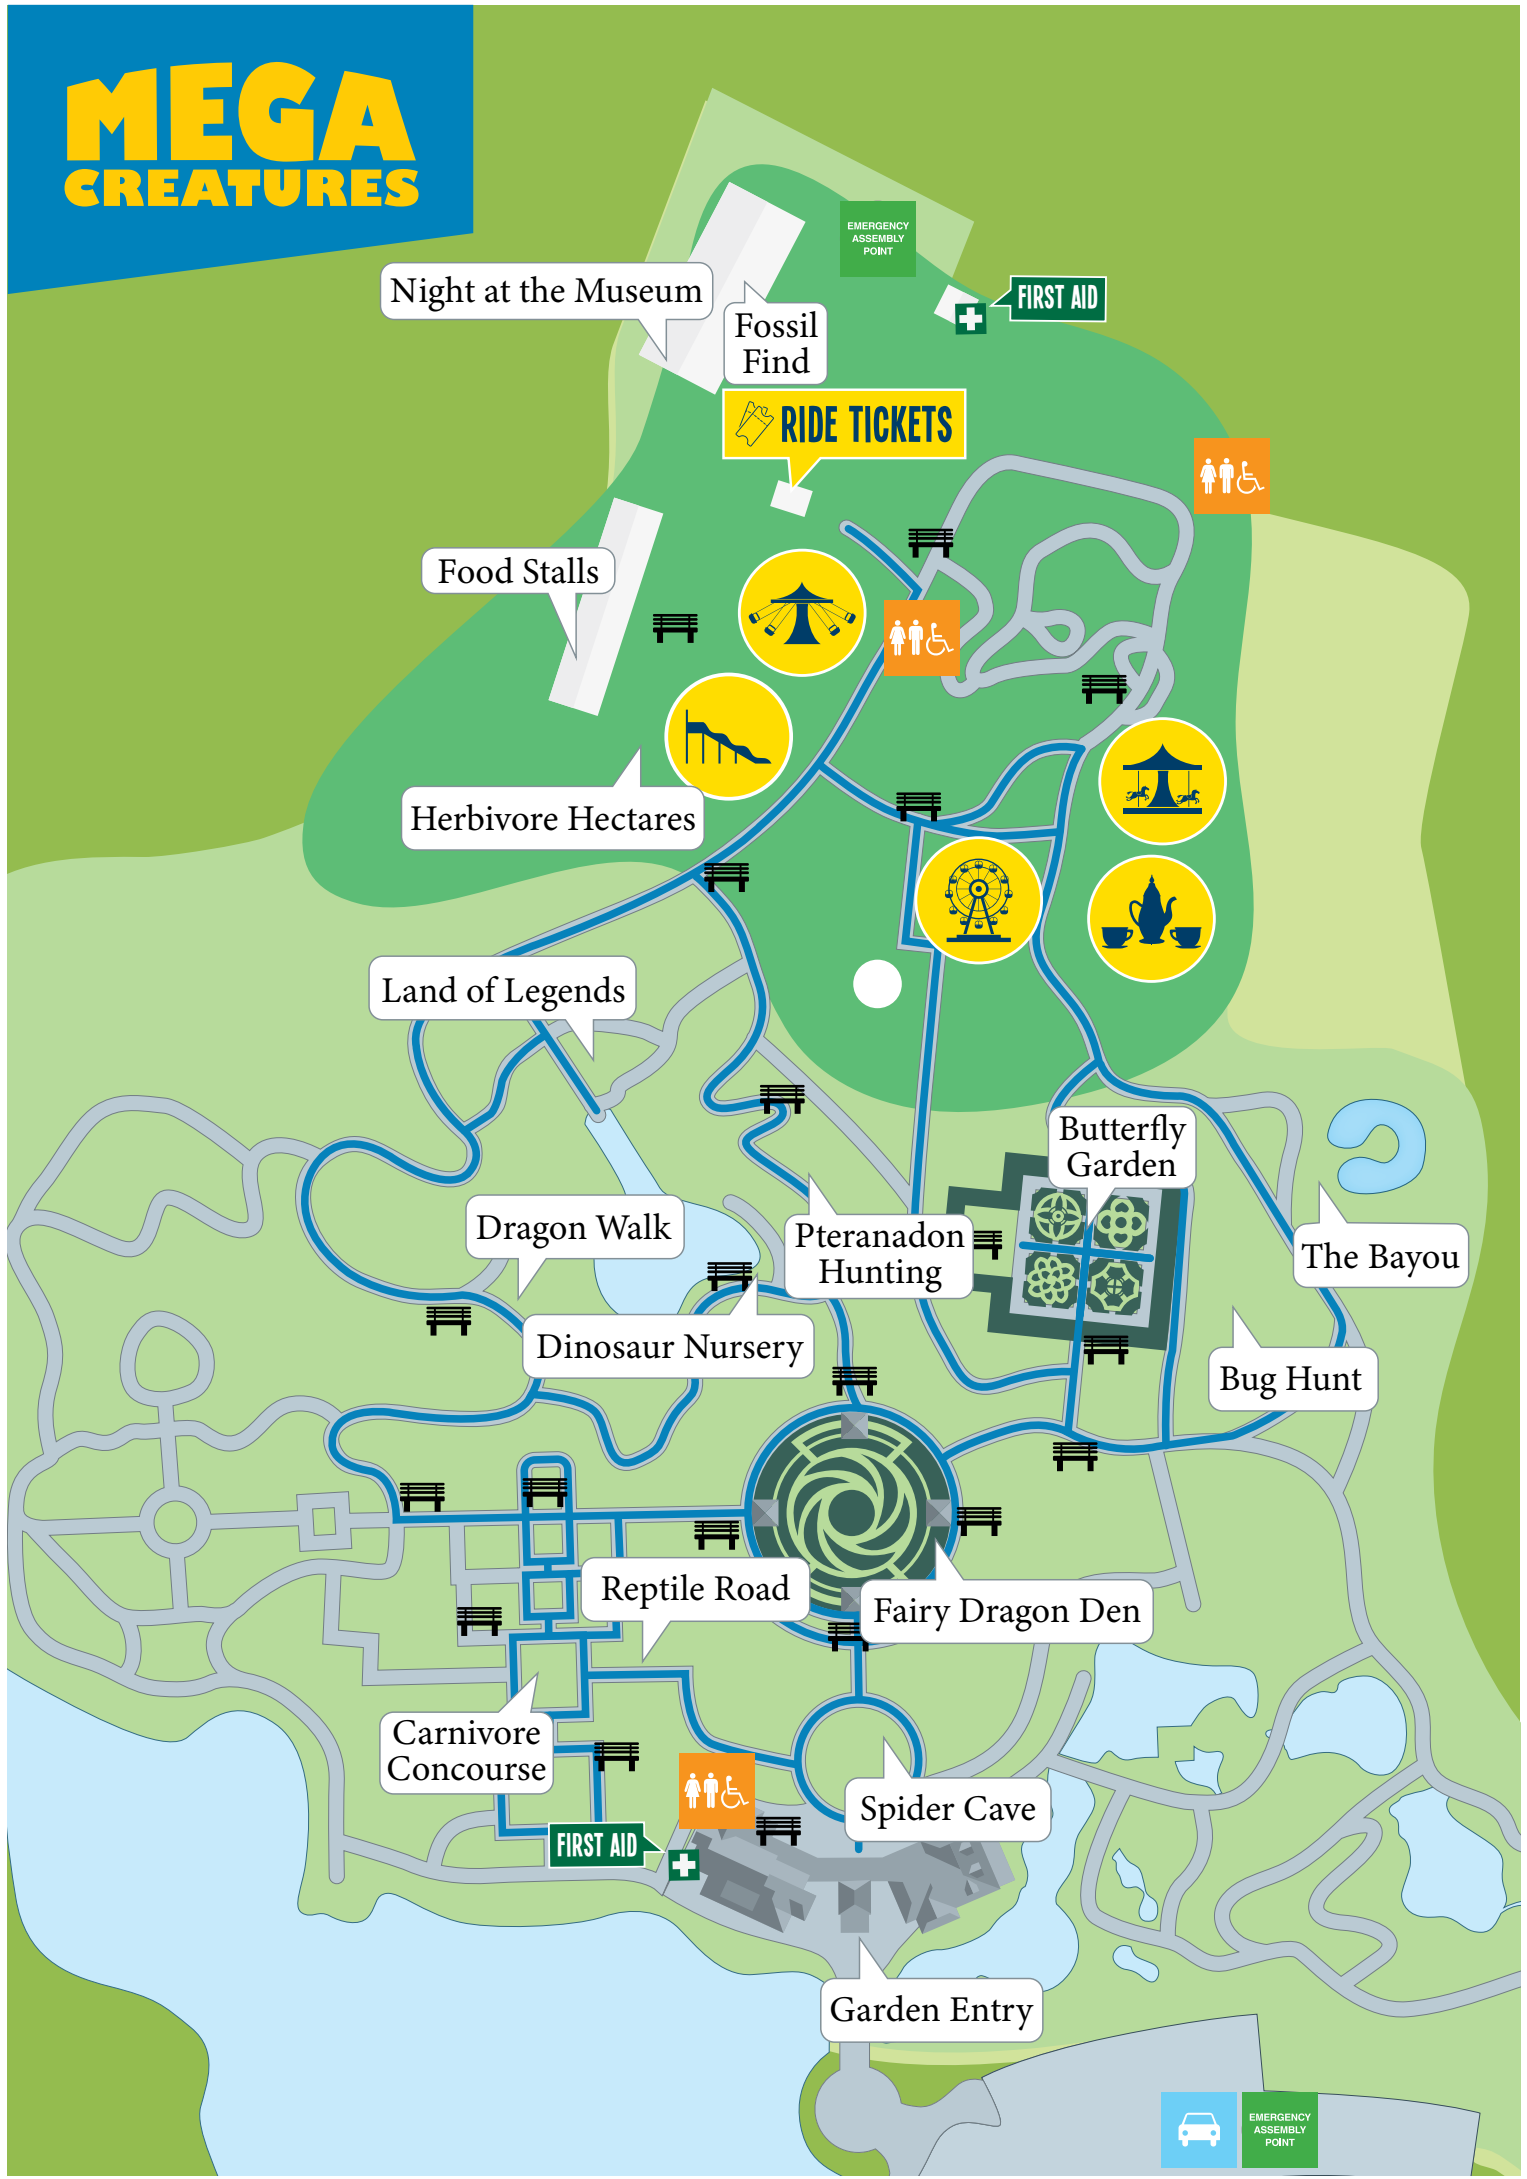 MEGA
CREATURES
EMERGENCY
ASSEMBLY
POINT
Night at the Museum
FIRST AID
Fossil
Find
RIDE TICKETS
Food Stalls
Herbivore Hectares
Land of Legends
Butterfly
Garden
Dragon Walk
Pteranadon
Hunting
The Bayou
Dinosaur Nursery
Bug Hunt
Reptile Road
Fairy Dragon Den
Carnivore
Concourse
Spider Cave
FIRST AID
Garden Entry
EMERGENCY
ASSEMBLY
POINT